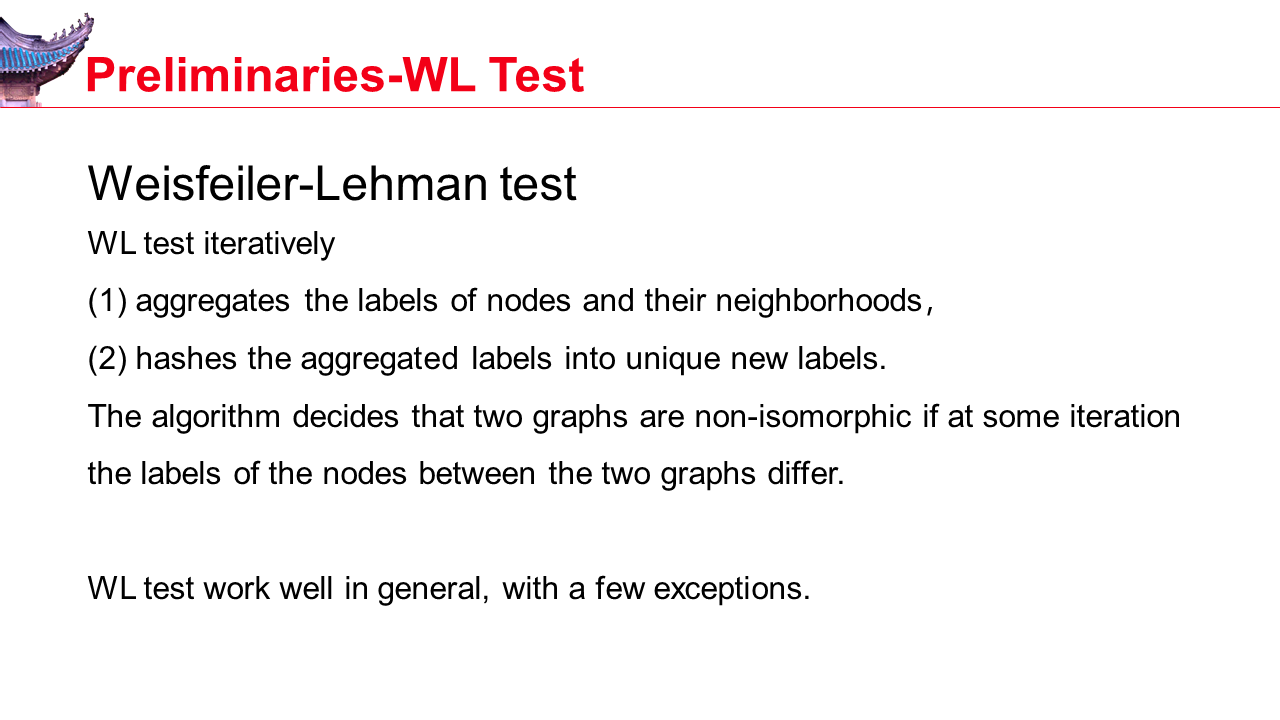 Preliminaries-WL Test
Weisfeiler-Lehman test
WL test iteratively
(1) aggregates the labels of nodes and their neighborhoods，
(2) hashes the aggregated labels into unique new labels.
The algorithm decides that two graphs are non-isomorphic if at some iteration
the labels of the nodes between the two graphs differ.
WL test work well in general, with a few exceptions.